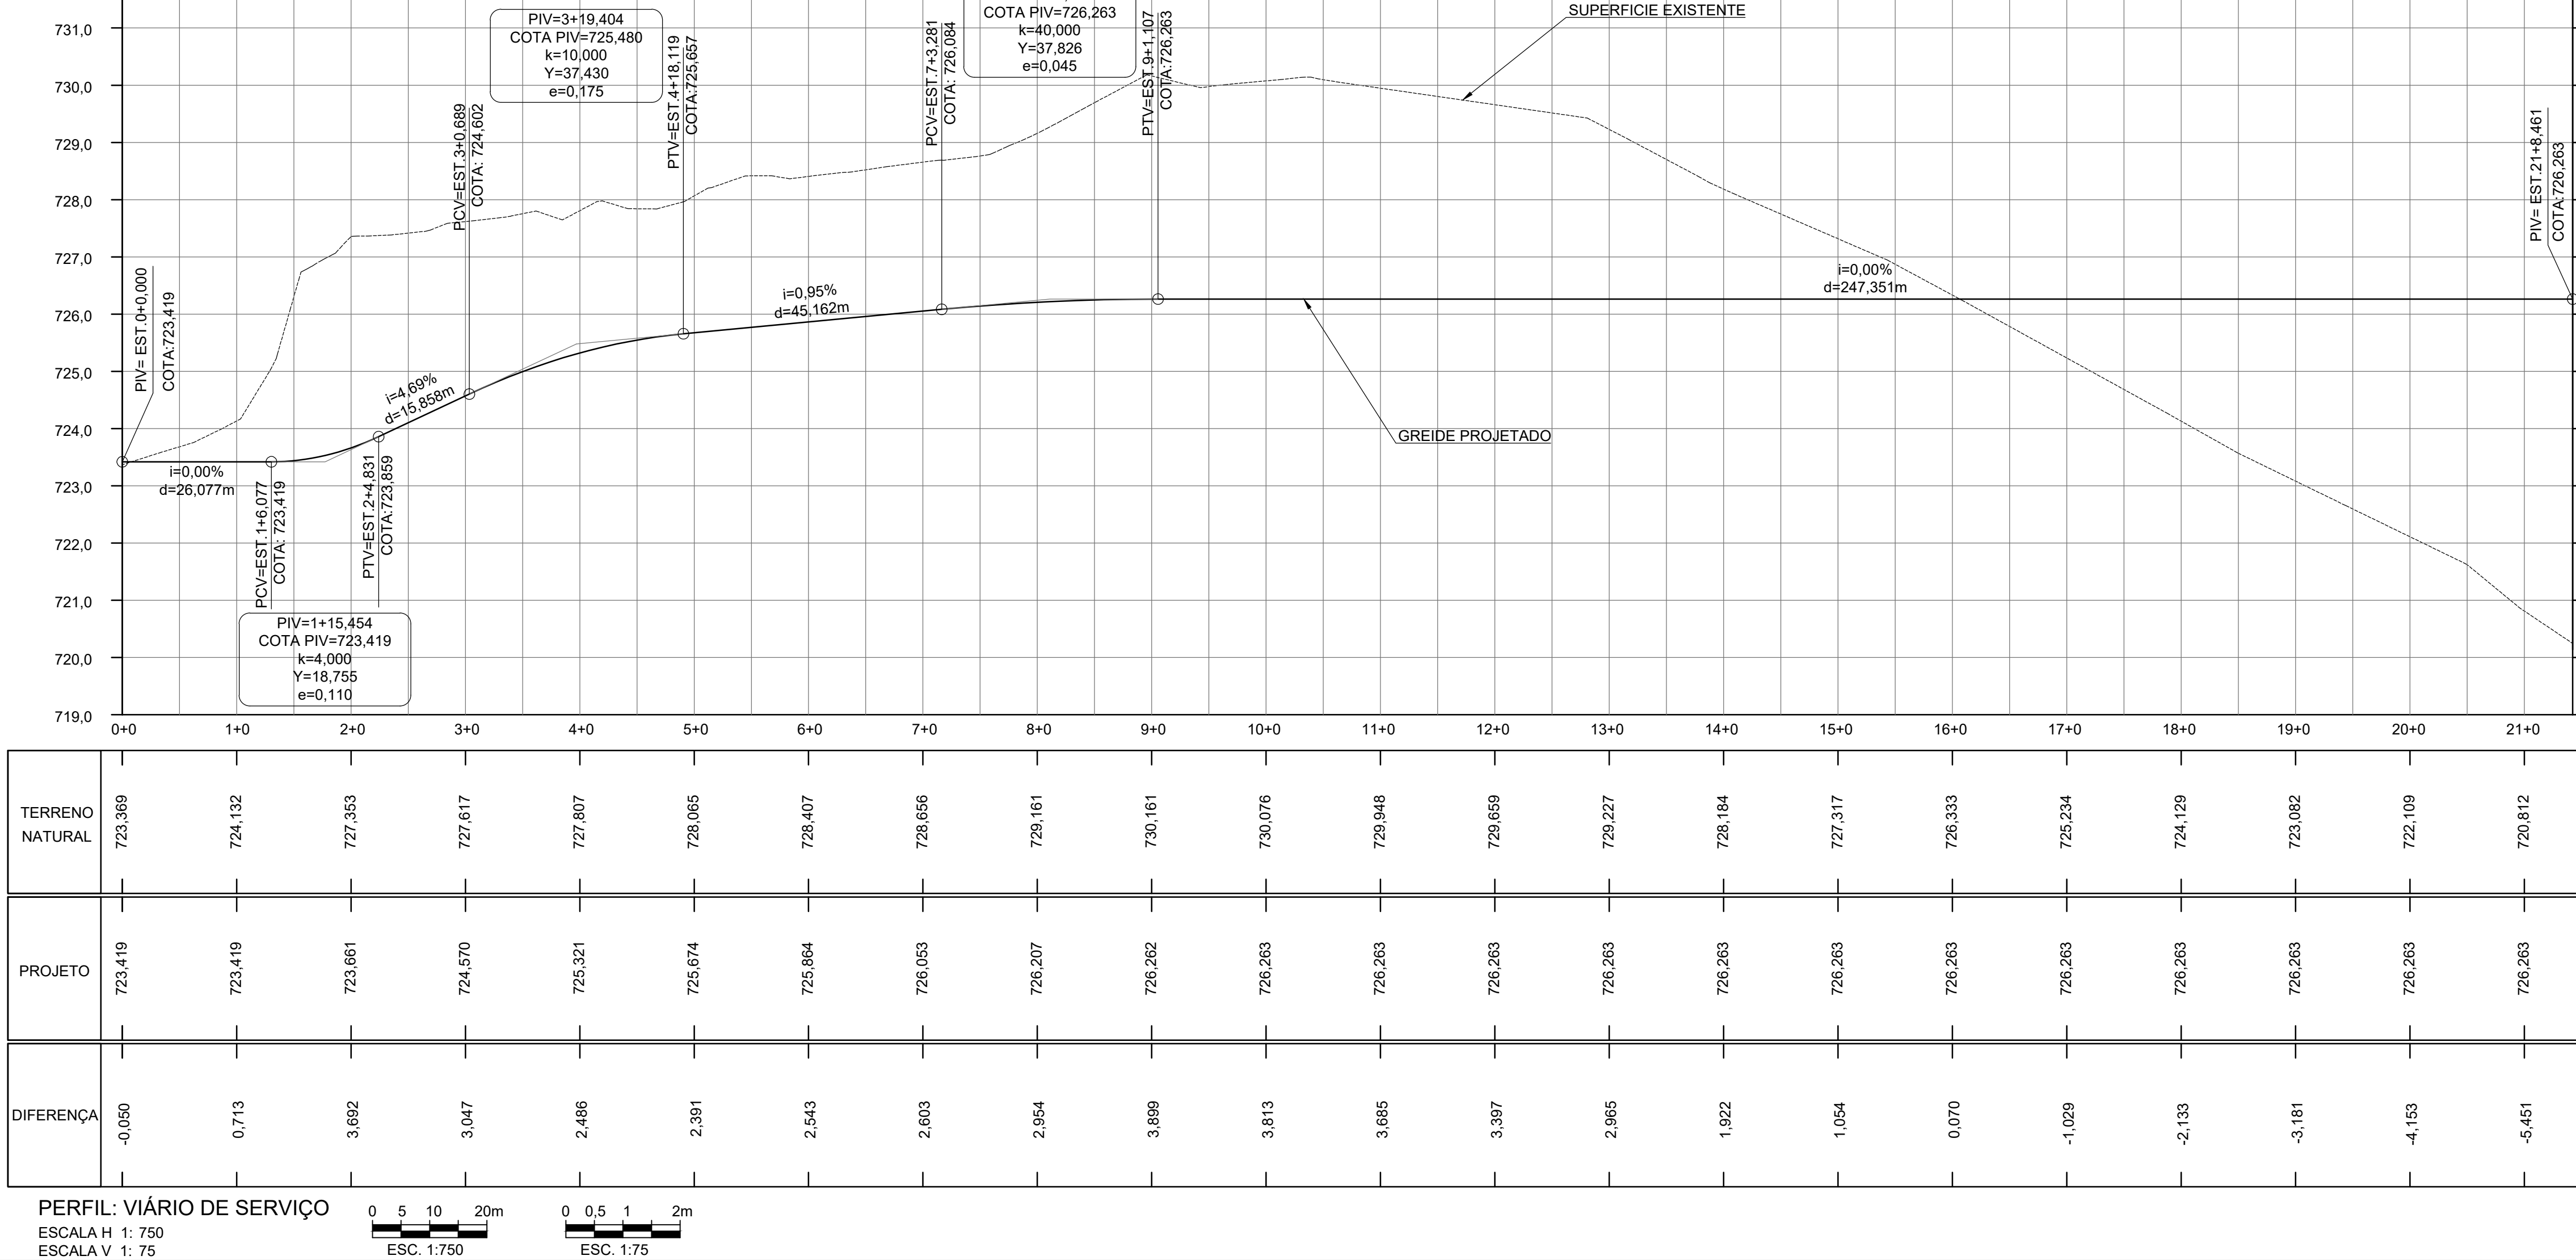 PIV=3+19,404
COTA PIV=725,480
k=10,000
Y=37,430
e=0,175
COTA PIV=726,263
k=40,000
Y=37,826
e=0,045
SUPERFICIE EXISTENTE
731,0
730,0
729,0
728,0
727,0
726,0
725,0
724,0
723,0
722,0
721,0
720,0
719,0
PIV= EST.0+0,000
COTA:723,419
PCV=EST.1+6,077
COTA: 723,419
PTV=EST.2+4,831
COTA:723,859
PCV=EST.3+0,689
COTA: 724,602
PTV=EST.4+18,119
COTA:725,657
PCV=EST.7+3,281
COTA: 726,084
PTV=EST.9+1,107
COTA:726,263
PIV= EST.21+8,461
COTA:726,263
i=0,00%
d=26,077m
i=4,69%
d=15,858m
i=0,95%
d=45,162m
i=0,00%
d=247,351m
GREIDE PROJETADO
PIV=1+15,454
COTA PIV=723,419
k=4,000
Y=18,755
e=0,110
0+0 1+0 2+0 3+0 4+0 5+0 6+0 7+0 8+0 9+0 10+0 11+0 12+0 13+0 14+0 15+0 16+0 17+0 18+0 19+0 20+0 21+0
TERRENO
NATURAL
723,369 724,132 727,353 727,617 727,807 728,065 728,407 728,656 729,161 730,161 730,076 729,948 729,659 729,227 728,184 727,317 726,333 725,234 724,129 723,082 722,109 720,812
PROJETO
723,419 723,419 723,661 724,570 725,321 725,674 725,864 726,053 726,207 726,262 726,263 726,263 726,263 726,263 726,263 726,263 726,263 726,263 726,263 726,263 726,263 726,263
DIFERENÇA
-0,050 0,713 3,692 3,047 2,486 2,391 2,543 2,603 2,954 3,899 3,813 3,685 3,397 2,965 1,922 1,054 0,070 -1,029 -2,133 -3,181 -4,153 -5,451
PERFIL: VIÁRIO DE SERVIÇO
ESCALA H 1: 750
ESCALA V 1: 75
0 5 10 20m
ESC. 1:750
0 0,5 1 2m
ESC. 1:75